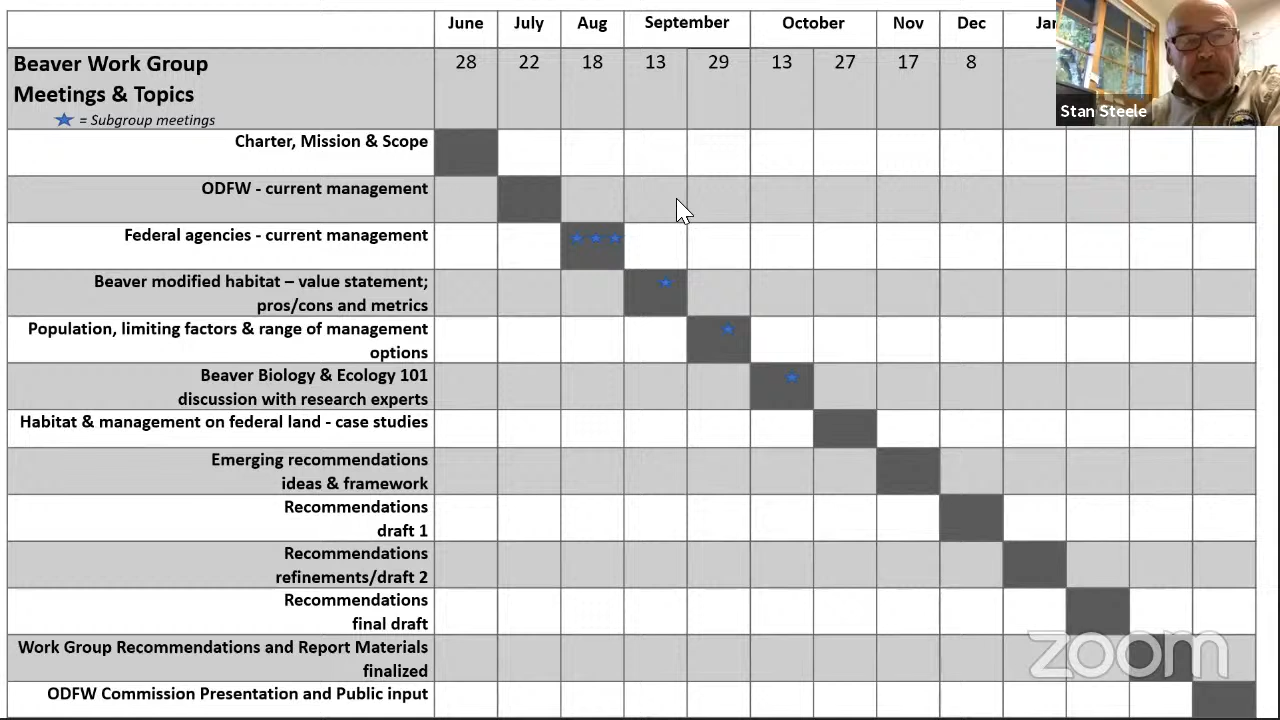 June July Aug September October Nov Dec
Beaver Work Group 28 22 18 13 29 13 27 17 8
Meetings & Topics
= Subgroup meetings
Stan Steele
Charter, Mission & Scope
ODFW - current management
Federal agencies - current management
Beaver modified habitat – value statement;
pros/cons and metrics
Population, limiting factors & range of management
options
Beaver Biology & Ecology 101
discussion with research experts
Habitat & management on federal land - case studies
Emerging recommendations
ideas & framework
Recommendations
draft 1
Recommendations
refinements/draft 2
Recommendations
final draft
Work Group Recommendations and Report Materials
finalized
zoom
ODFW Commission Presentation and Public input